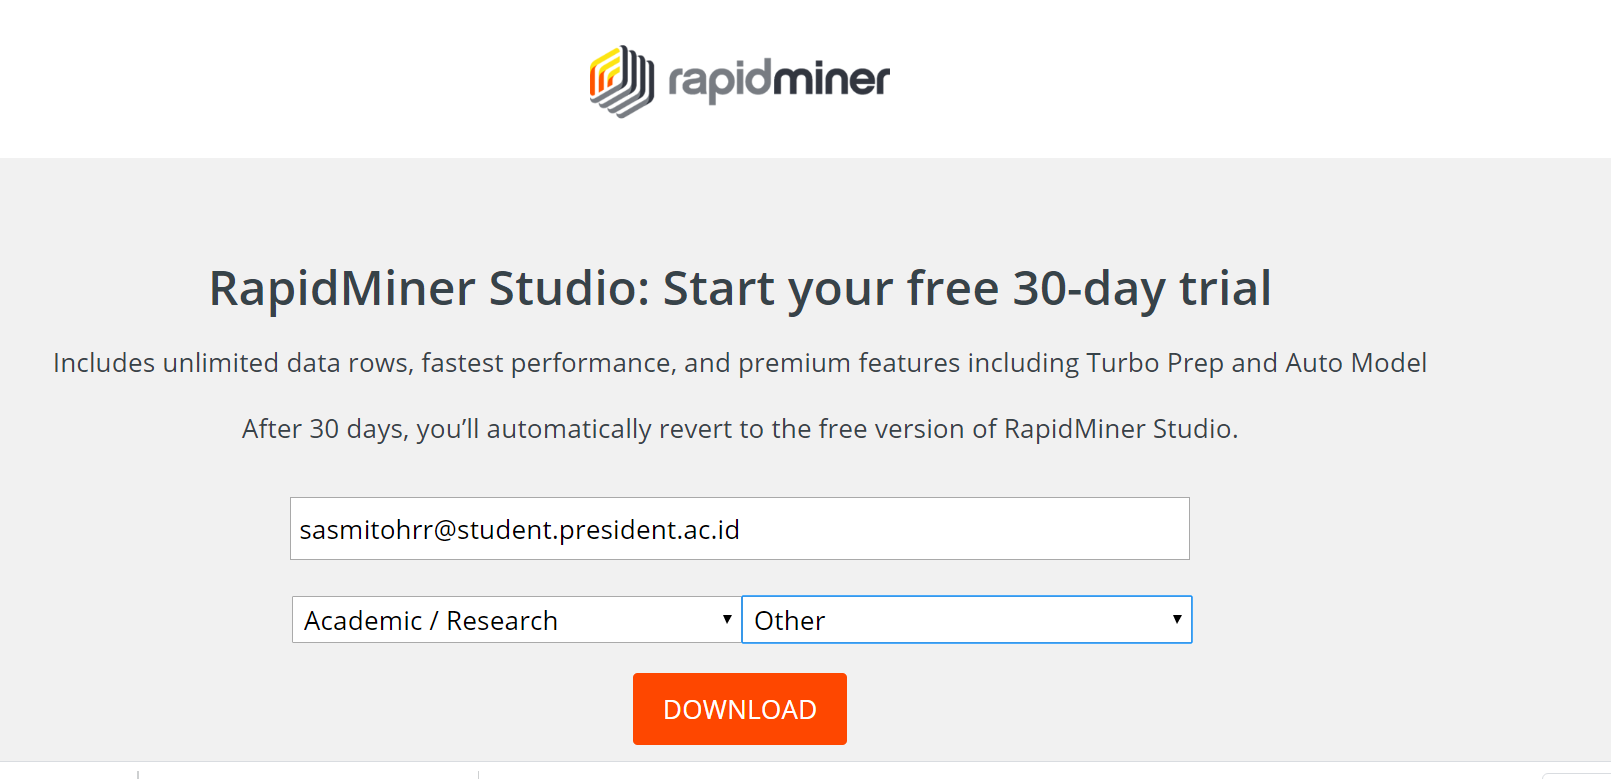 rapidminer
RapidMiner Studio: Start your free 30-day trial
Includes unlimited data rows, fastest performance, and premium features including Turbo Prep and Auto Model
After 30 days, you’ll automatically revert to the free version of RapidMiner Studio.
sasmitohrr@student.president.ac.id
Academic / Research Other
DOWNLOAD